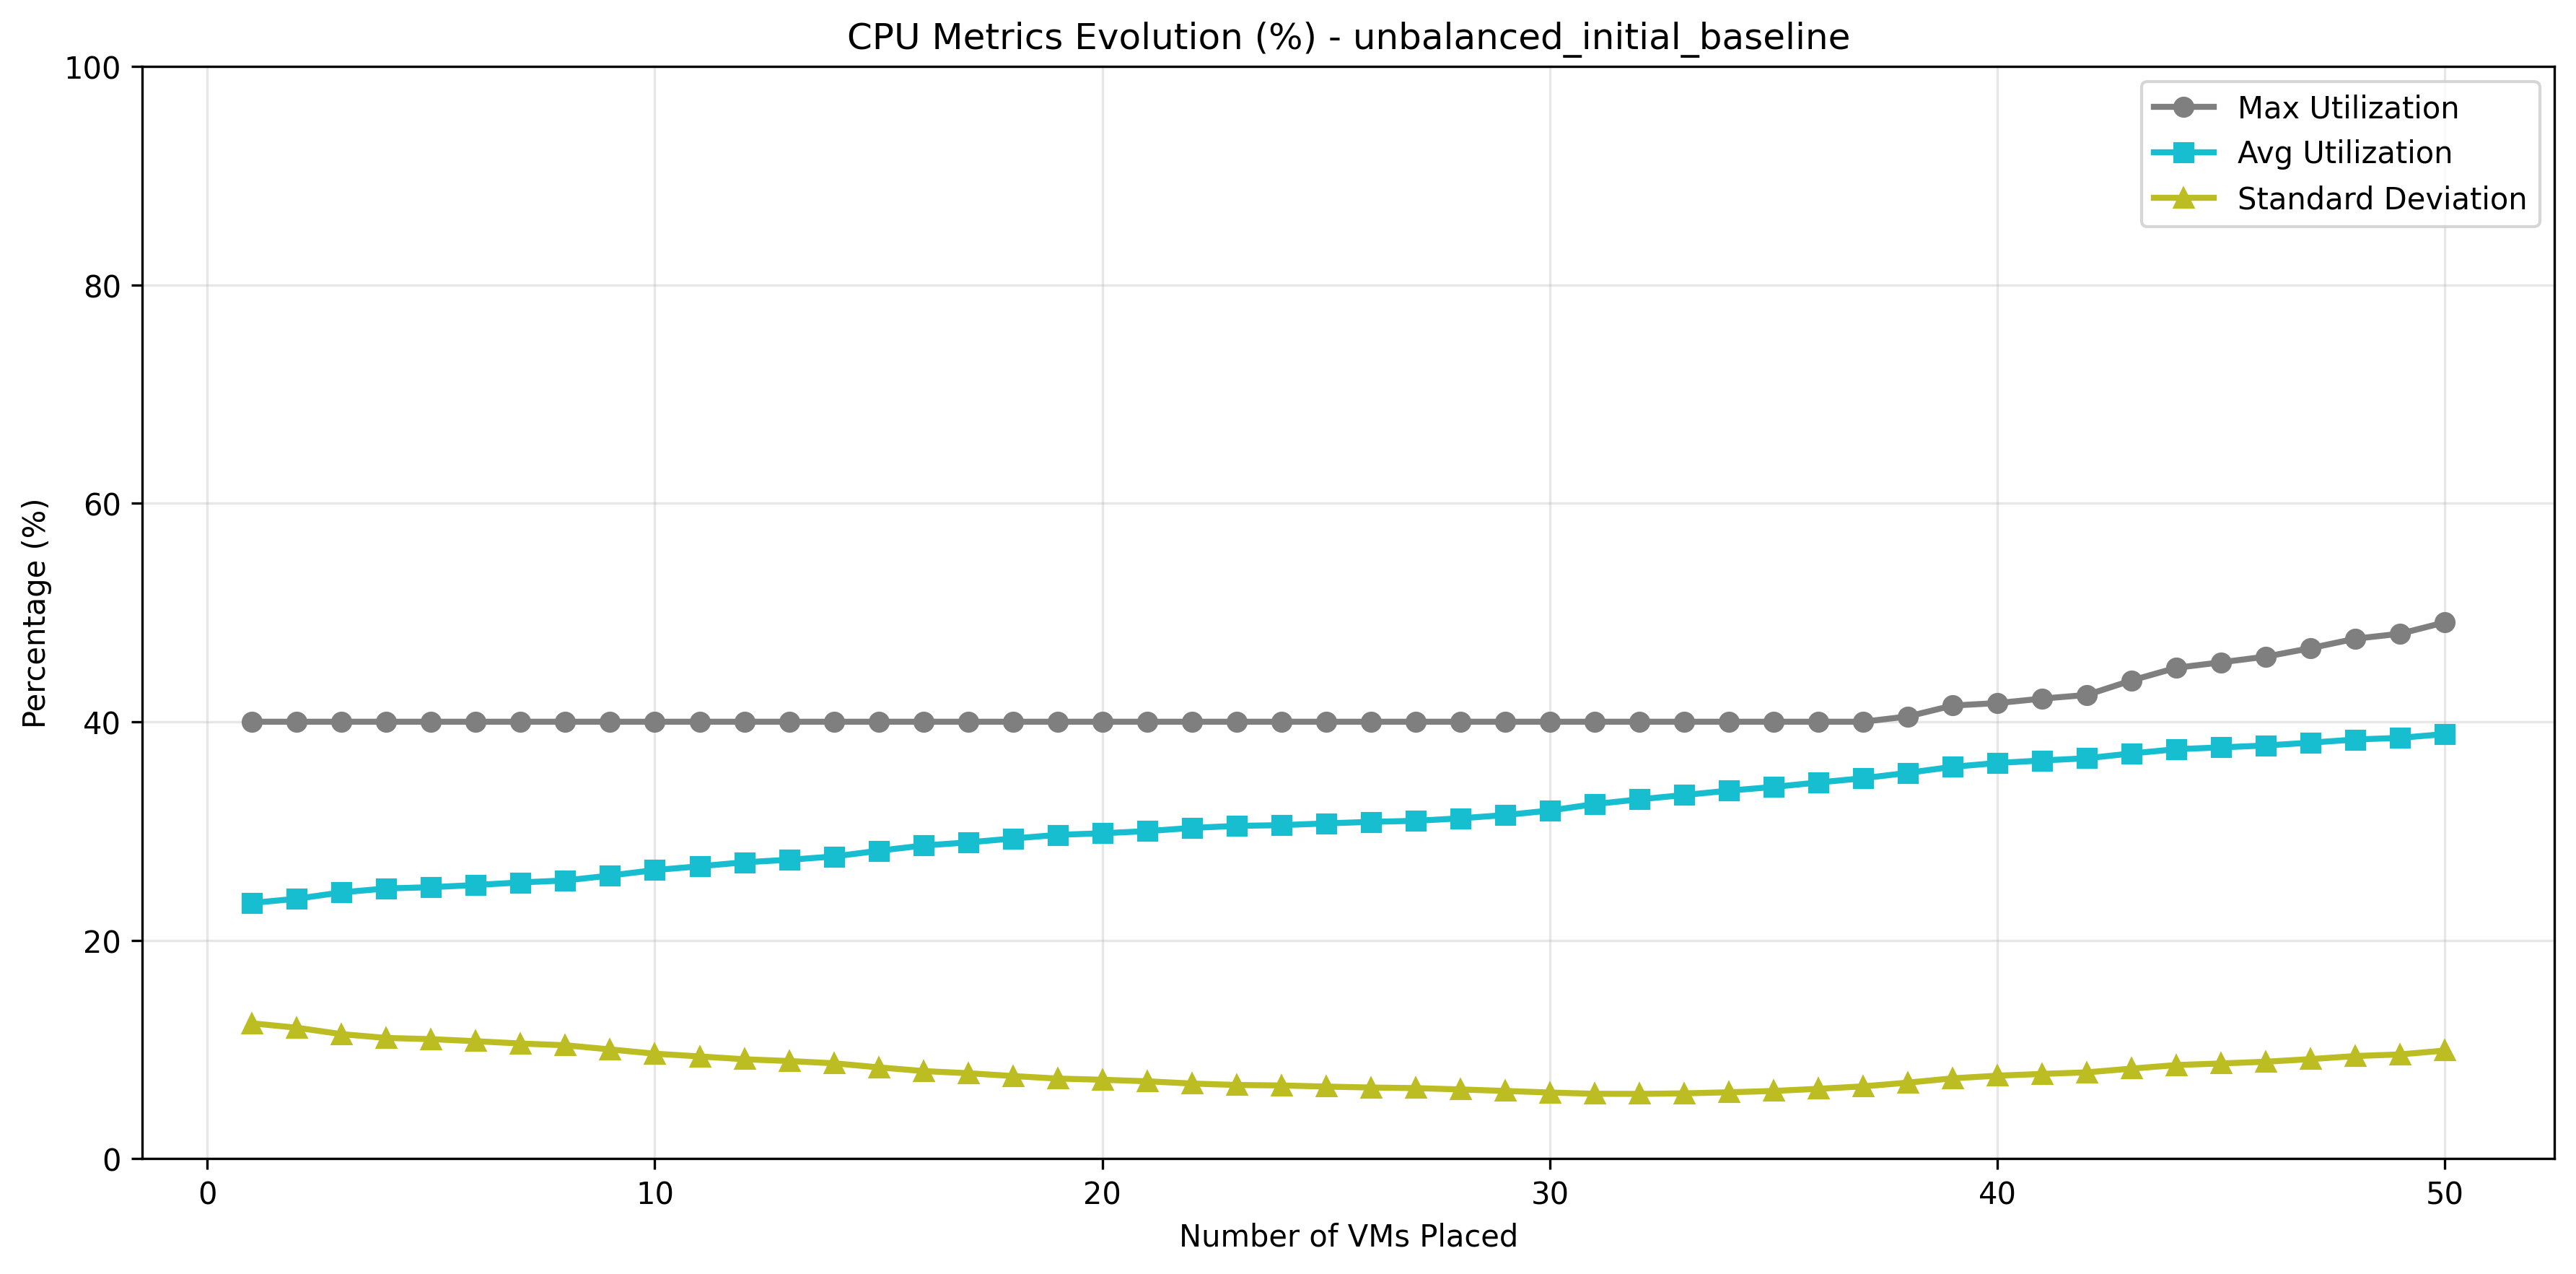 CPU Metrics Evolution (%) - unbalanced_initial_baseline
Max Utilization
Avg Utilization
Standard Deviation
Percentage (%)
100
80
60
40
20
0
0 10 20 30 40 50
Number of VMs Placed